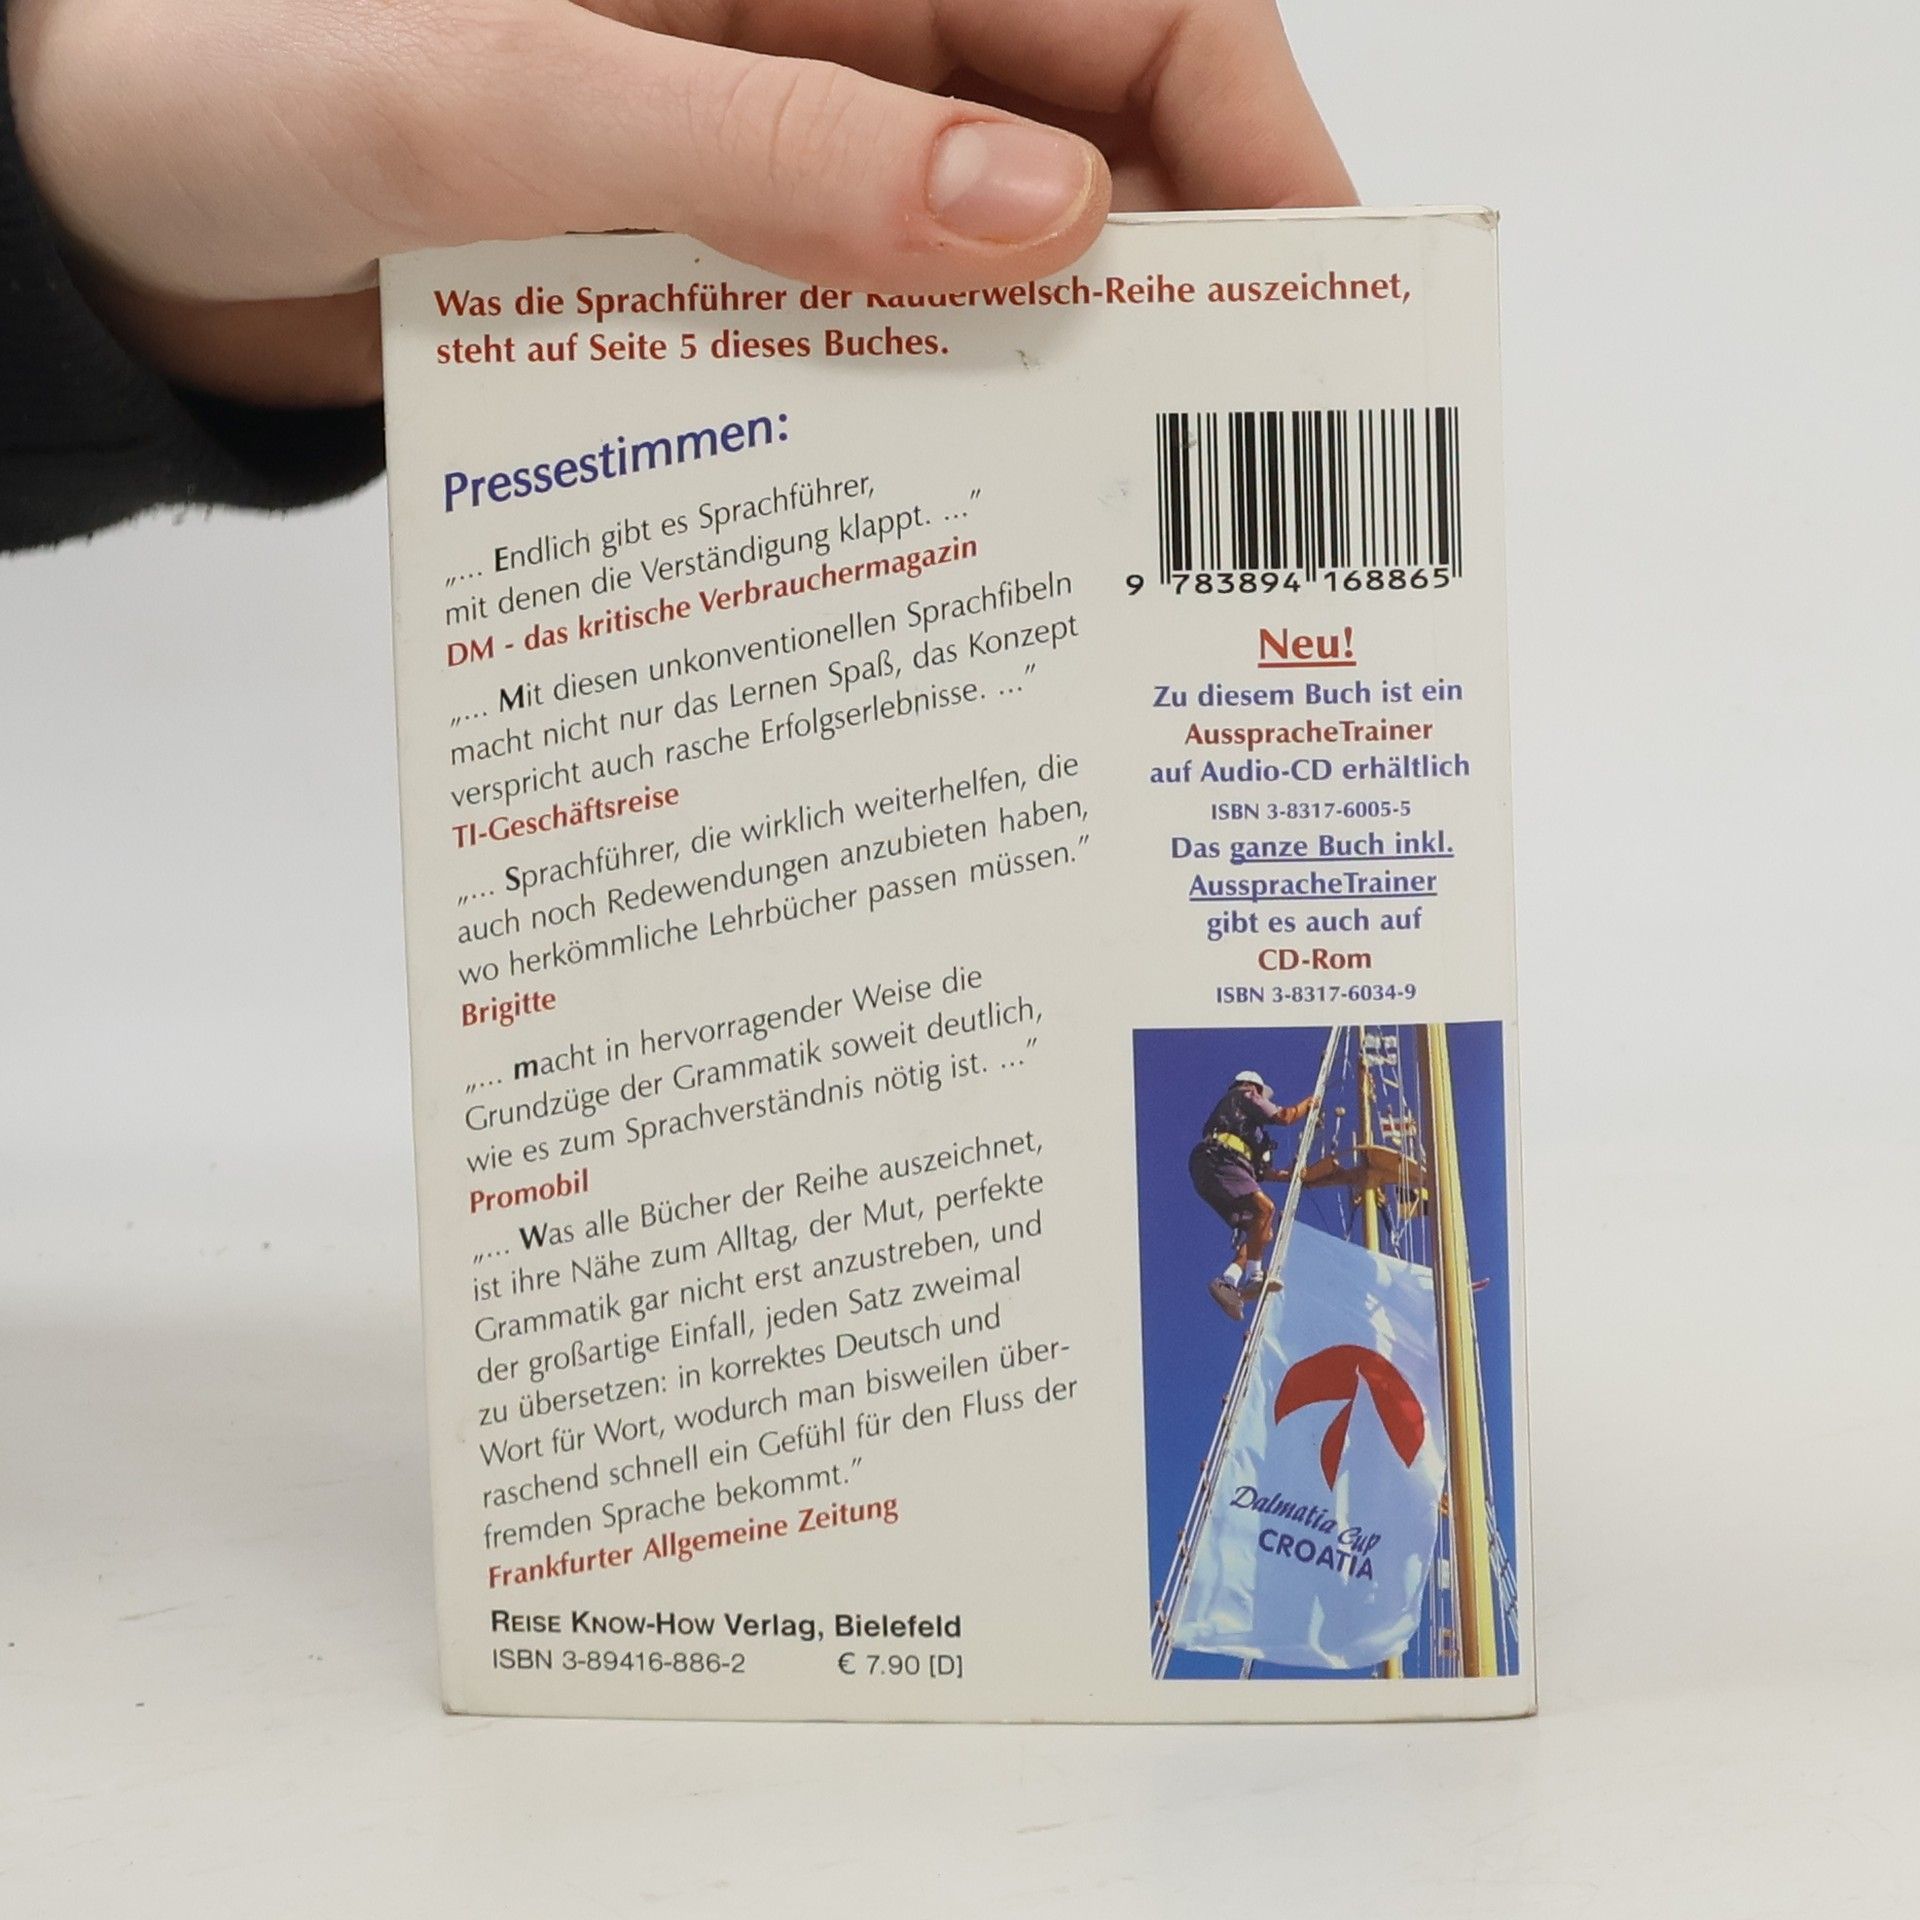 Was die Sprachführer der Kauderwelsch-Reihe auszeichnet,
steht auf Seite 5 dieses Buches.
Pressestimmen:
„... Endlich gibt es Sprachführer,
mit denen die Verständigung klappt. ..."
DM - das kritische Verbrauchermagazin
„... Mit diesen unkonventionellen Sprachfibeln
macht nicht nur das Lernen Spaß, das Konzept
verspricht auch rasche Erfolgserlebnisse. ..."
TI-Geschäftsreise
„... Sprachführer, die wirklich weiterhelfen, die
auch noch Redewendungen anzubieten haben,
wo herkömmliche Lehrbücher passen müssen."
Brigitte
„... macht in hervorragender Weise die
Grundzüge der Grammatik soweit deutlich,
wie es zum Sprachverständnis nötig ist. ..."
Promobil
„... Was alle Bücher der Reihe auszeichnet,
ist ihre Nähe zum Alltag, der Mut, perfekte
Grammatik gar nicht erst anzustreben, und
der großartige Einfall, jeden Satz zweimal
zu übersetzen: in korrektes Deutsch und
Wort für Wort, wodurch man bisweilen über-
raschend schnell ein Gefühl für den Fluss der
fremden Sprache bekommt."
Frankfurter Allgemeine Zeitung
REISE KNOW-HOW Verlag, Bielefeld
ISBN 3-89416-886-2 € 7.90 [D]
9 783894 168865
Neu!
Zu diesem Buch ist ein
AusspracheTrainer
auf Audio-CD erhältlich
ISBN 3-8317-6005-5
Das ganze Buch inkl.
AusspracheTrainer
gibt es auch auf
CD-Rom
ISBN 3-8317-6034-9
Dalmatia Cup
CROATIA